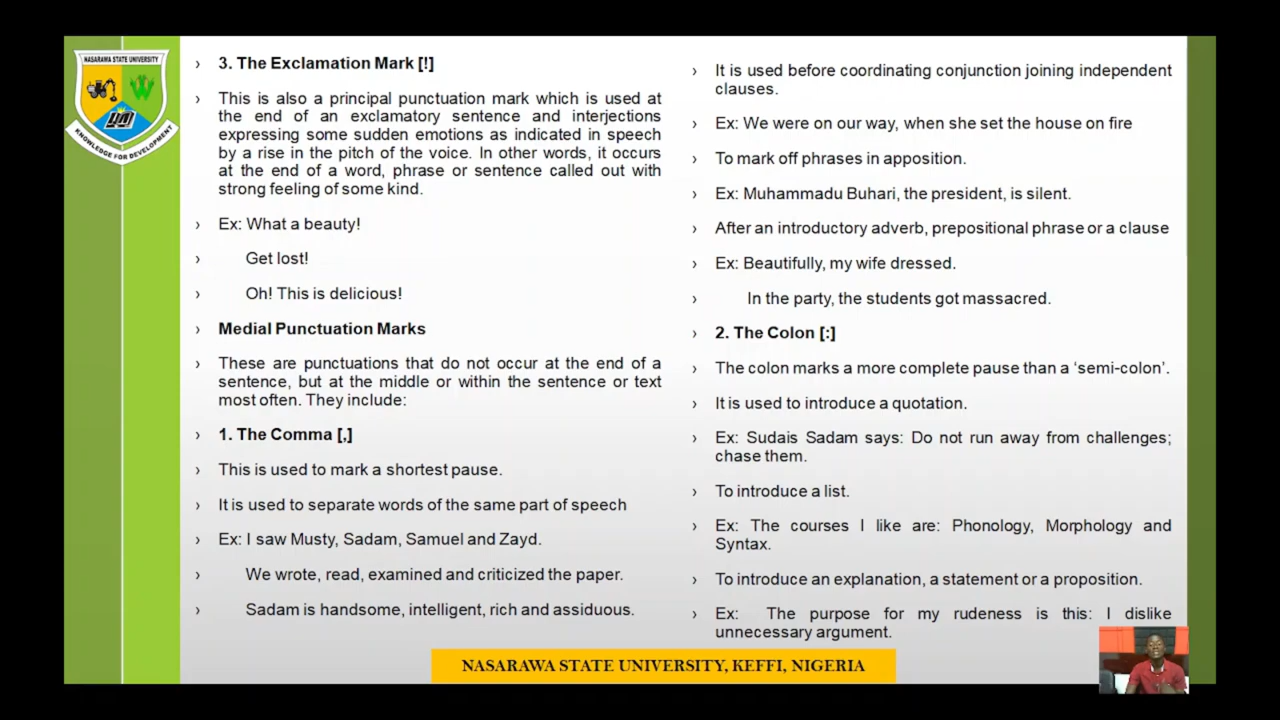 NASARAWA STATE UNIVERSITY
KNOWLEDGE FOR DEVELOPMENT
› 3. The Exclamation Mark [!]
› This is also a principal punctuation mark which is used at
the end of an exclamatory sentence and interjections
expressing some sudden emotions as indicated in speech
by a rise in the pitch of the voice. In other words, it occurs
at the end of a word, phrase or sentence called out with
strong feeling of some kind.
› Ex: What a beauty!
› Get lost!
› Oh! This is delicious!
› Medial Punctuation Marks
› These are punctuations that do not occur at the end of a
sentence, but at the middle or within the sentence or text
most often. They include:
› 1. The Comma [,]
› This is used to mark a shortest pause.
› It is used to separate words of the same part of speech
› Ex: I saw Musty, Sadam, Samuel and Zayd.
› We wrote, read, examined and criticized the paper.
› Sadam is handsome, intelligent, rich and assiduous.
› It is used before coordinating conjunction joining independent
clauses.
› Ex: We were on our way, when she set the house on fire
› To mark off phrases in apposition.
› Ex: Muhammadu Buhari, the president, is silent.
› After an introductory adverb, prepositional phrase or a clause
› Ex: Beautifully, my wife dressed.
› In the party, the students got massacred.
› 2. The Colon [:]
› The colon marks a more complete pause than a ‘semi-colon’.
› It is used to introduce a quotation.
› Ex: Sudais Sadam says: Do not run away from challenges;
chase them.
› To introduce a list.
› Ex: The courses I like are: Phonology, Morphology and
Syntax.
› To introduce an explanation, a statement or a proposition.
› Ex: The purpose for my rudeness is this: I dislike
unnecessary argument.
NASARAWA STATE UNIVERSITY, KEFFI, NIGERIA